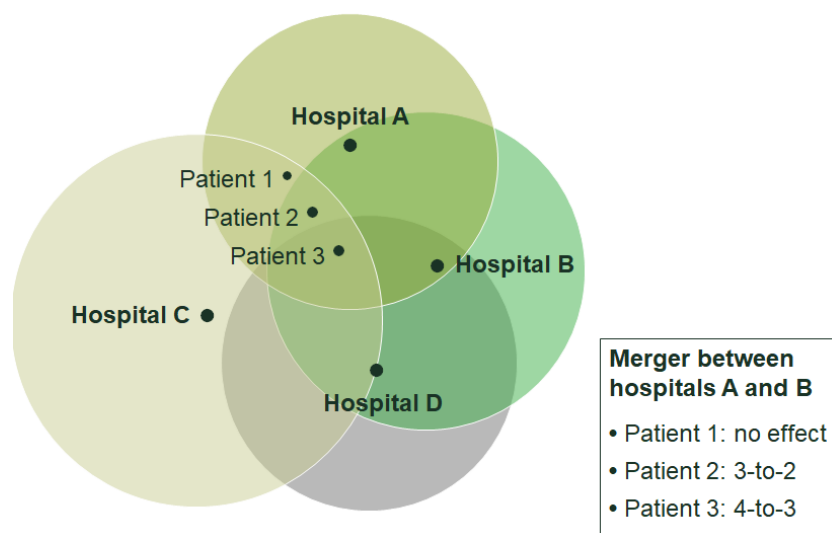 Hospital A
Patient 1
Patient 2
Patient 3
Hospital B
Hospital C
Hospital D
Merger between
hospitals A and B
• Patient 1: no effect
• Patient 2: 3-to-2
• Patient 3: 4-to-3